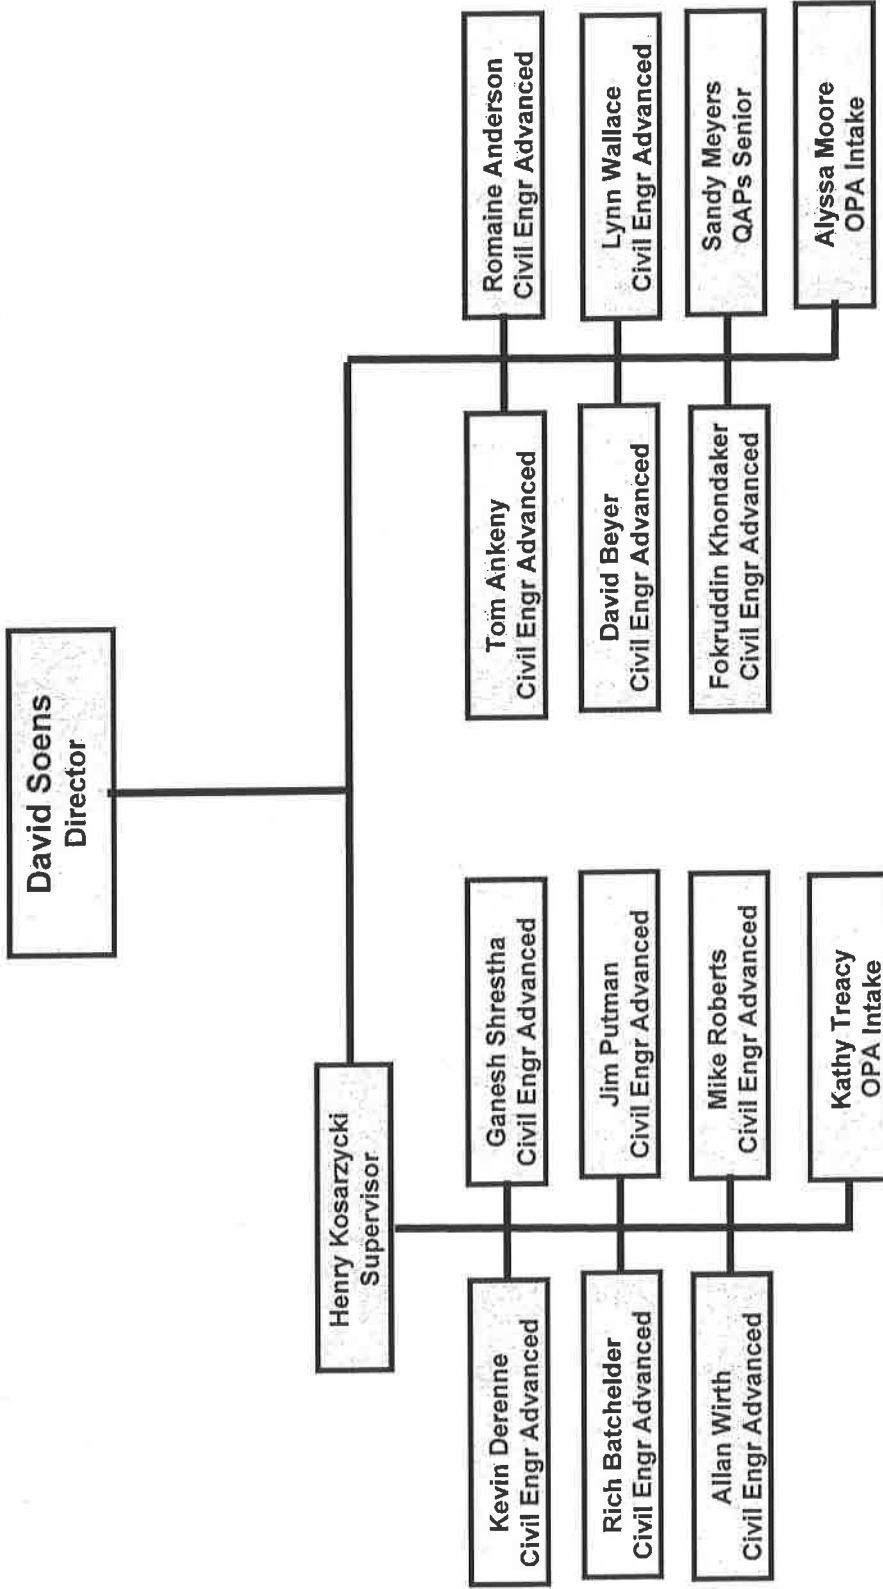 David Soens
Director
Henry Kosarzycki
Supervisor
Kevin Derenne
Civil Engr Advanced
Ganesh Shrestha
Civil Engr Advanced
Rich Batchelder
Civil Engr Advanced
Jim Putman
Civil Engr Advanced
Allan Wirth
Civil Engr Advanced
Mike Roberts
Civil Engr Advanced
Kathy Treacy
OPA Intake
Tom Ankeny
Civil Engr Advanced
Romaine Anderson
Civil Engr Advanced
David Beyer
Civil Engr Advanced
Lynn Wallace
Civil Engr Advanced
Fokruddin Khondaker
Civil Engr Advanced
Sandy Meyers
QAPs Senior
Alyssa Moore
OPA Intake